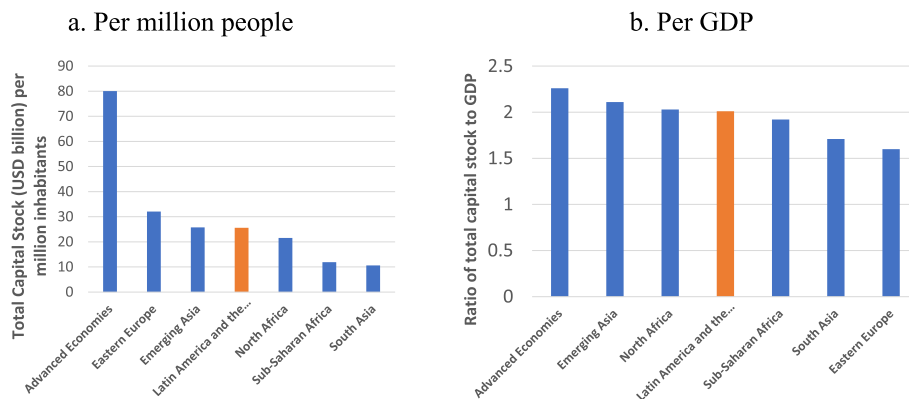 a. Per million people
Total Capital Stock (USD billion) per
million inhabitants
90
80
70
60
50
40
30
20
10
0
Advanced Economies
Eastern Europe
Emerging Asia
Latin America and the...
North Africa
Sub-Saharan Africa
South Asia
b. Per GDP
Ratio of total capital stock to GDP
2.5
2
1.5
1
0.5
0
Advanced Economies
Emerging Asia
North Africa
Latin America and the...
Sub-Saharan Africa
South Asia
Eastern Europe